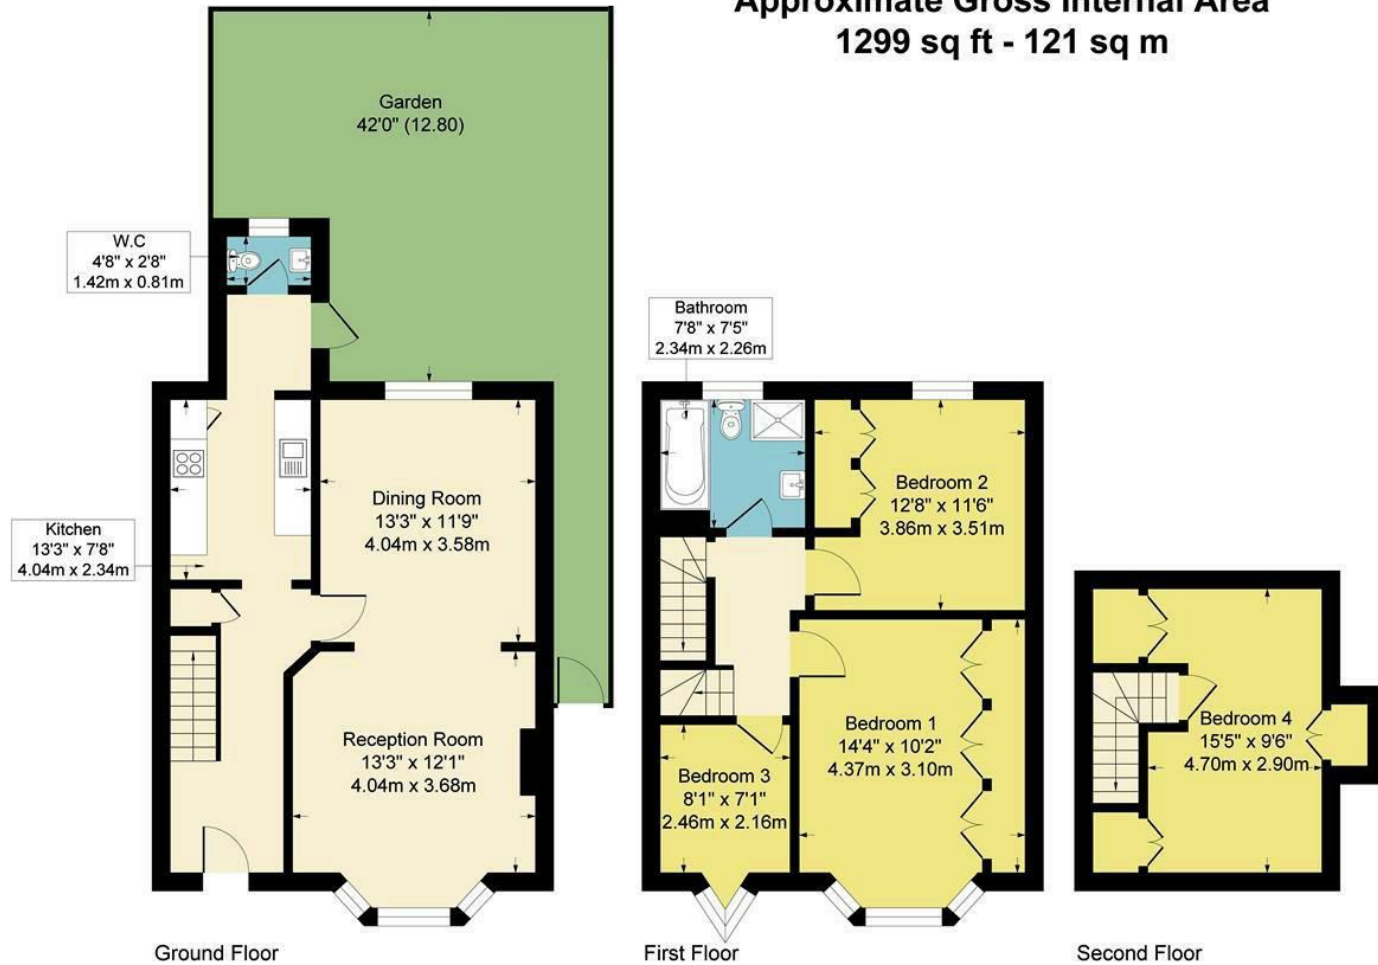 Approximate Gross Internal Area
1299 sq ft - 121 sq m
Garden
42'0" (12.80)
W.C
4'8" x 2'8"
1.42m x 0.81m
Kitchen
13'3" x 7'8"
4.04m x 2.34m
Dining Room
13'3" x 11'9"
4.04m x 3.58m
Reception Room
13'3" x 12'1"
4.04m x 3.68m
Ground Floor
Bathroom
7'8" x 7'5"
2.34m x 2.26m
Bedroom 2
12'8" x 11'6"
3.86m x 3.51m
Bedroom 1
14'4" x 10'2"
4.37m x 3.10m
Bedroom 3
8'1" x 7'1"
2.46m x 2.16m
First Floor
Bedroom 4
15'5" x 9'6"
4.70m x 2.90m
Second Floor